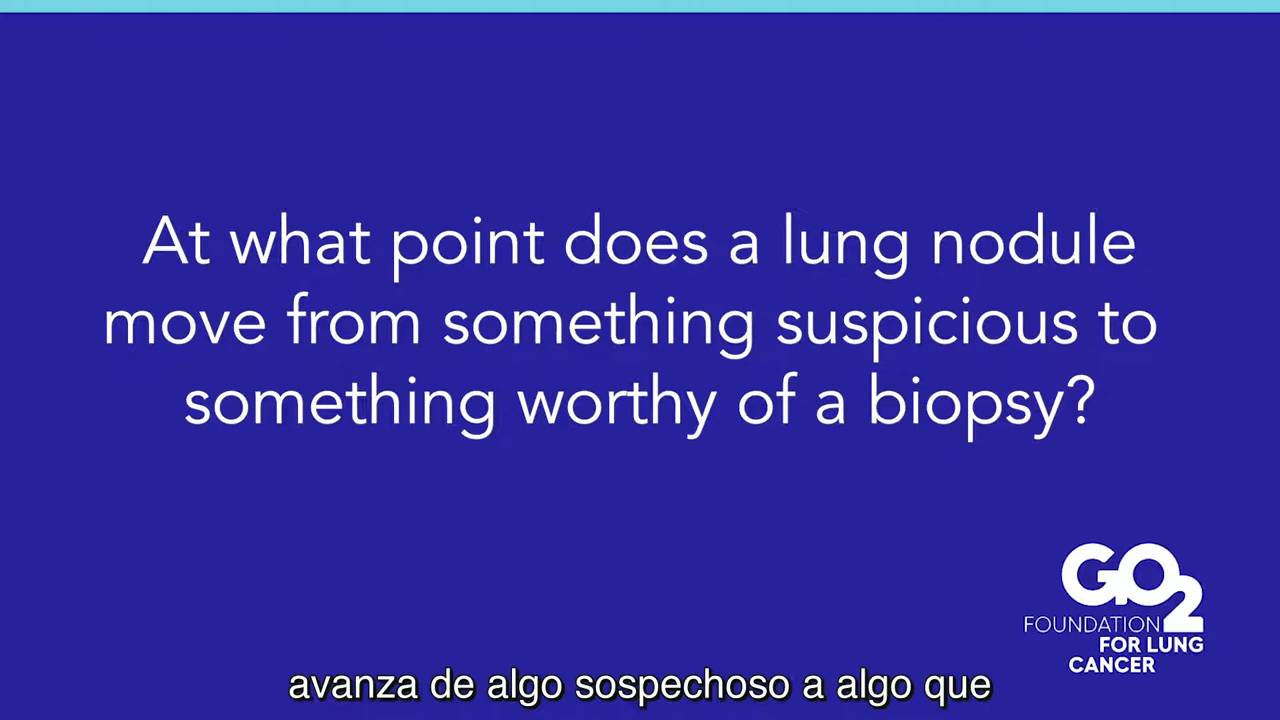 At what point does a lung nodule
move from something suspicious to
something worthy of a biopsy?
GO2
FOUNDATION
FOR LUNG
CANCER
avanza de algo sospechoso a algo que